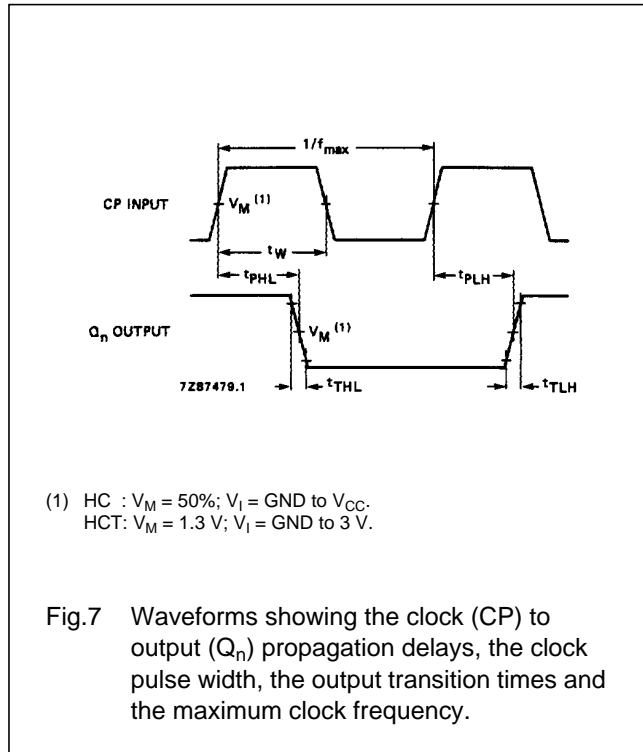 1/fmax
CP INPUT
VM (1)
tW
tPHL
tPLH
Qn OUTPUT
VM (1)
7Z87479.1
tTHL
tTLH
(1) HC : VM = 50%; VI = GND to VCC.
HCT: VM = 1.3 V; VI = GND to 3 V.
Fig.7 Waveforms showing the clock (CP) to
output (Qn) propagation delays, the clock
pulse width, the output transition times and
the maximum clock frequency.